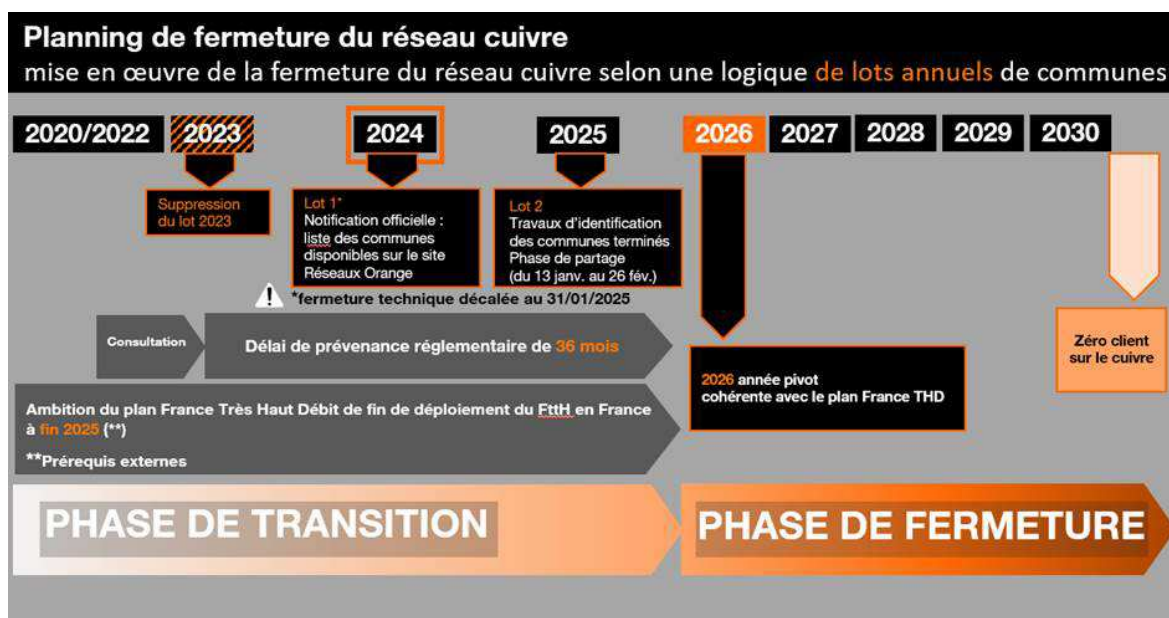 Planning de fermeture du réseau cuivre
mise en œuvre de la fermeture du réseau cuivre selon une logique de lots annuels de communes
2020/2022 2023 2024 2025 2026 2027 2028 2029 2030
Suppression
du lot 2023
Lot 1*
Notification officielle :
liste des communes
disponibles sur le site
Réseaux Orange
Lot 2
Travaux d'identification
des communes terminés
Phase de partage
(du 13 janv. au 26 fév.)
*fermeture technique décalée au 31/01/2025
Consultation
Délai de prévenance réglementaire de 36 mois
Zéro client
sur le cuivre
2026 année pivot
cohérente avec le plan France THD
Ambition du plan France Très Haut Débit de fin de déploiement du FttH en France
à fin 2025 (**)
**Prérequis externes
PHASE DE TRANSITION
PHASE DE FERMETURE